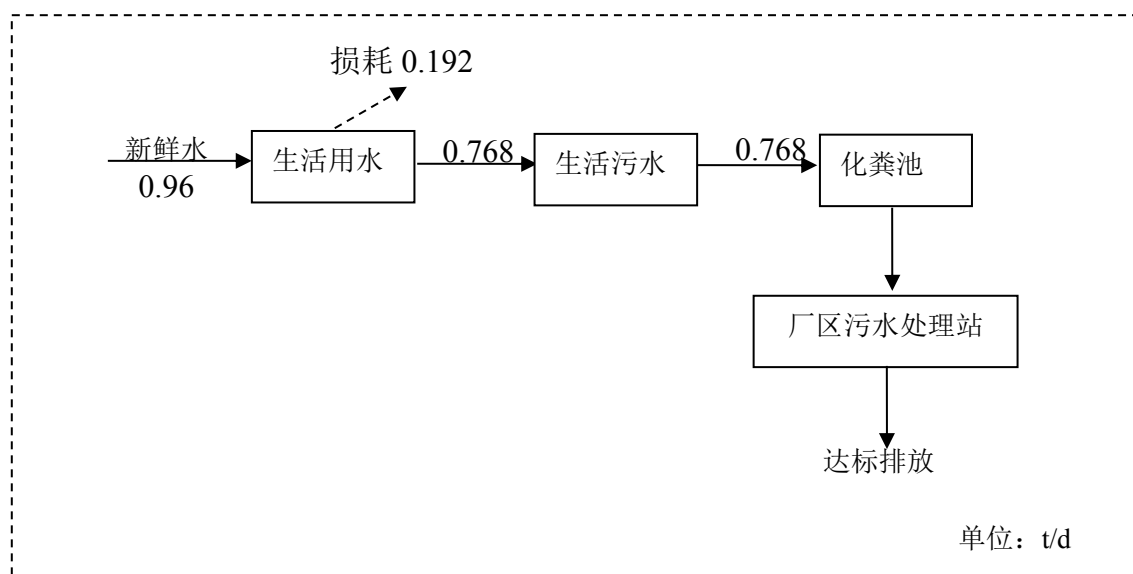 损耗 0.192
新鲜水
0.96
生活用水
0.768
生活污水
0.768
化粪池
厂区污水处理站
达标排放
单位：t/d